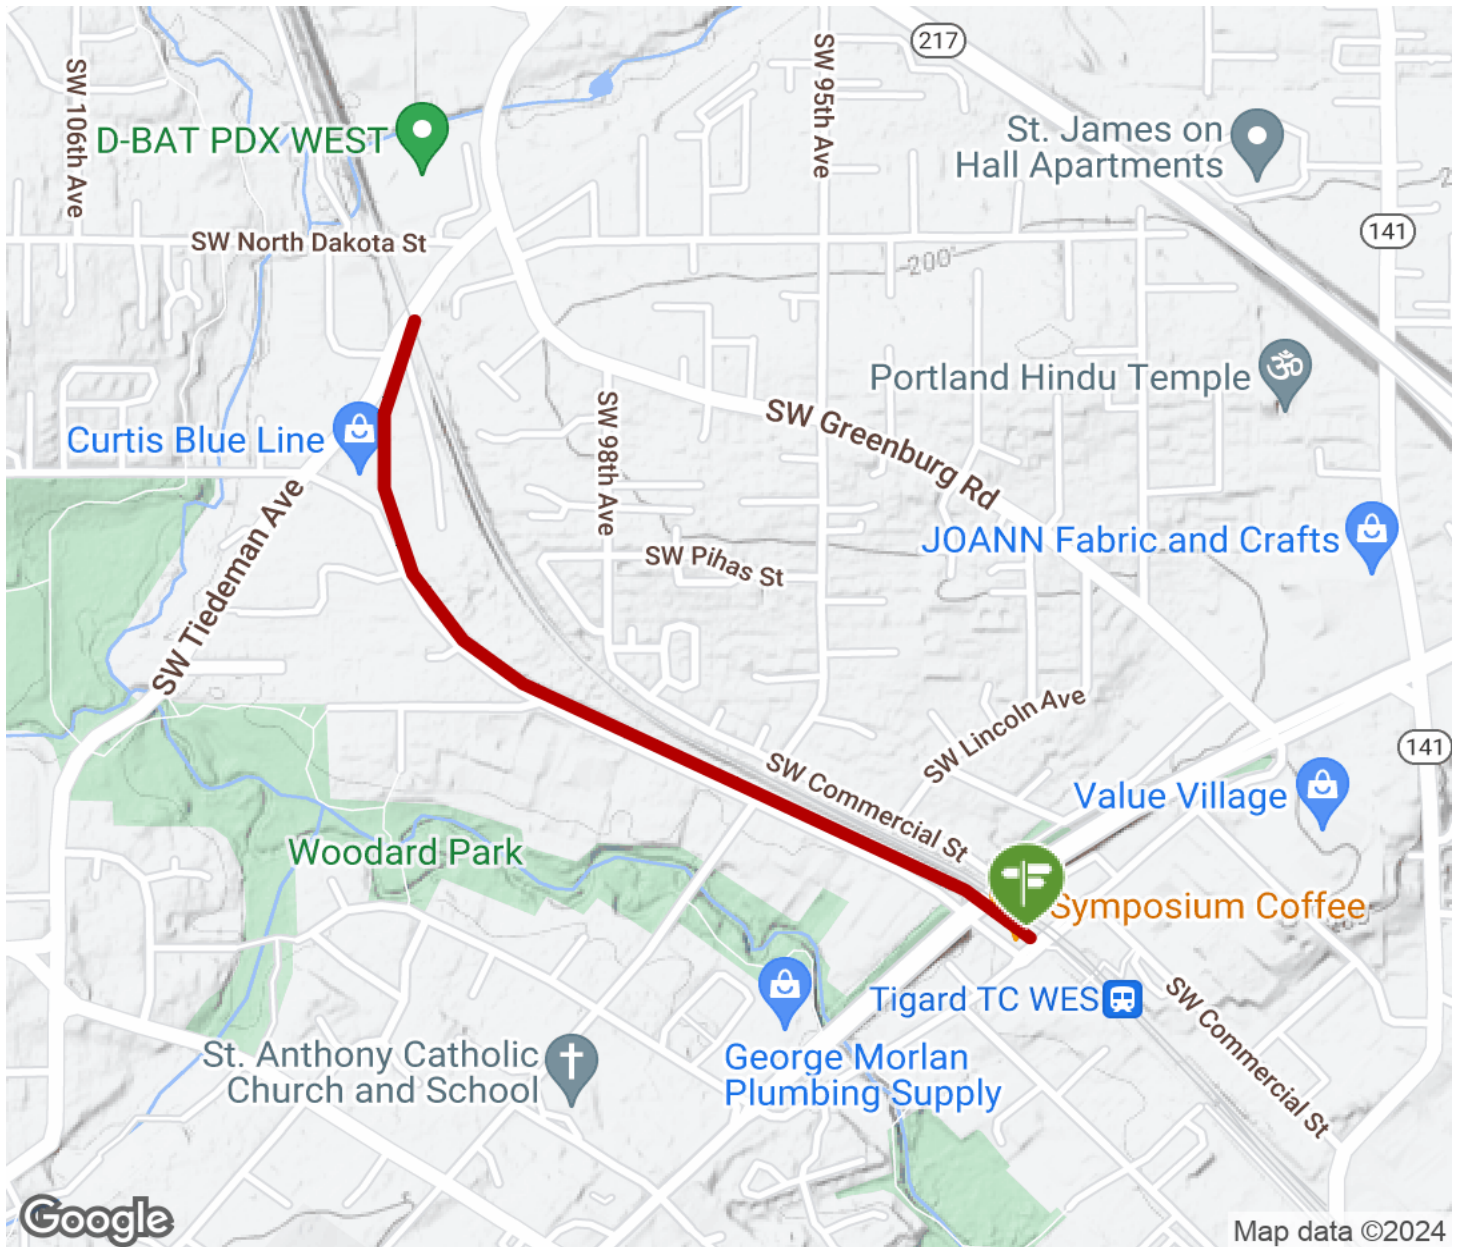 217
SW 106th Ave
SW 95th Ave
D-BAT PDX WEST
St. James on
Hall Apartments
2
SW North Dakota St
141
200'
Portland Hindu Temple
SW Greenburg Rd
SW 98th Ave
Curtis Blue Line
SW Tiedeman Ave
JOANN Fabric and Crafts
SW Pihas St
SW Lincoln Ave
141
SW Commercial St
Value Village
Woodard Park
Symposium Coffee
Tigard TC WES
SW Commercial St
St. Anthony Catholic
Church and School
George Morlan
Plumbing Supply
Google
Map data ©2024